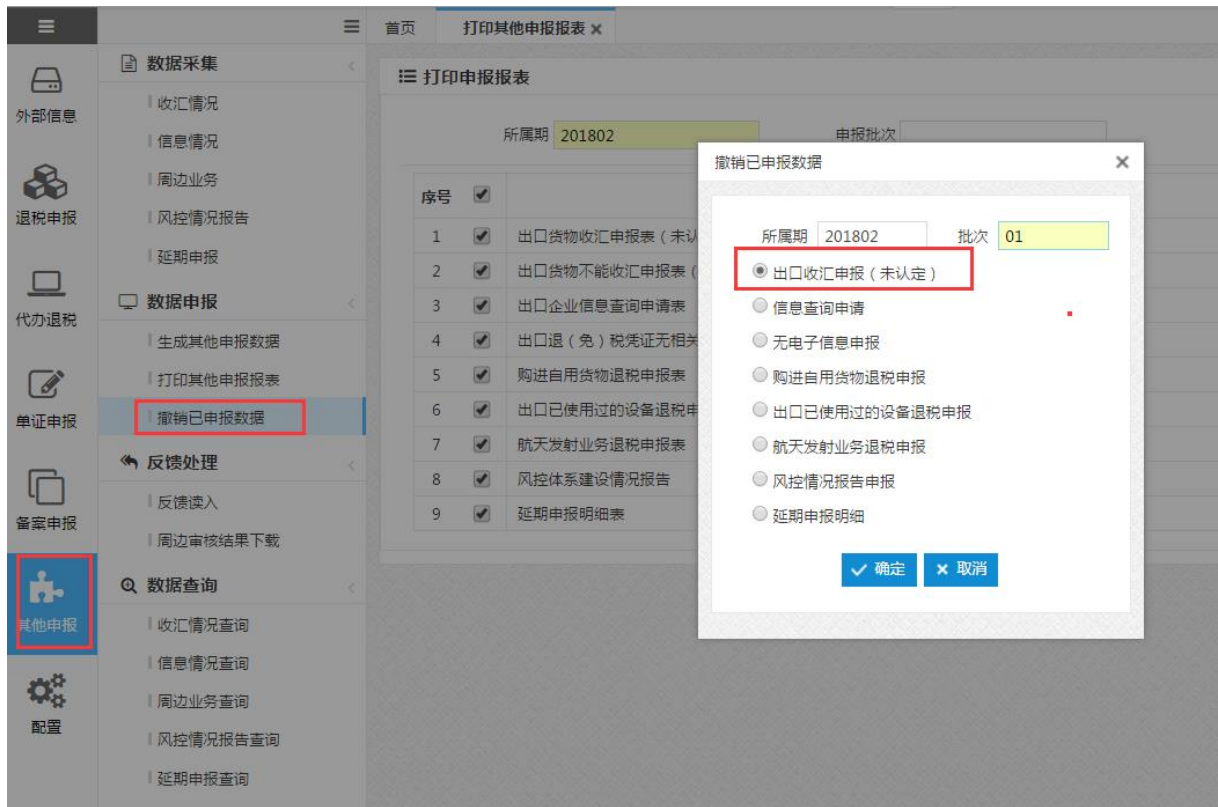 首页
打印其他申报报表
外部信息
退税申报
代办退税
单证申报
备案申报
其他申报
配置
数据采集
收汇情况
信息情况
周边业务
风控情况报告
延期申报
数据申报
生成其他申报数据
打印其他申报报表
撤销已申报数据
反馈处理
反馈读入
周边审核结果下载
数据查询
收汇情况查询
信息情况查询
周边业务查询
风控情况报告查询
延期申报查询
打印申报报表
所属期 201802 申报批次
序号
1 出口货物收汇申报表(未认
2 出口货物不能收汇申报表(
3 出口企业信息查询申请表
4 出口退(免)税凭证无相关
5 购进自用货物退税申报表
6 出口已使用过的设备退税申
7 航天发射业务退税申报表
8 风控体系建设情况报告
9 延期申报明细表
撤销已申报数据
所属期 201802 批次 01
出口收汇申报(未认定)
信息查询申请
无电子信息申报
购进自用货物退税申报
出口已使用过的设备退税申报
航天发射业务退税申报
风控情况报告申报
延期申报明细
确定 取消